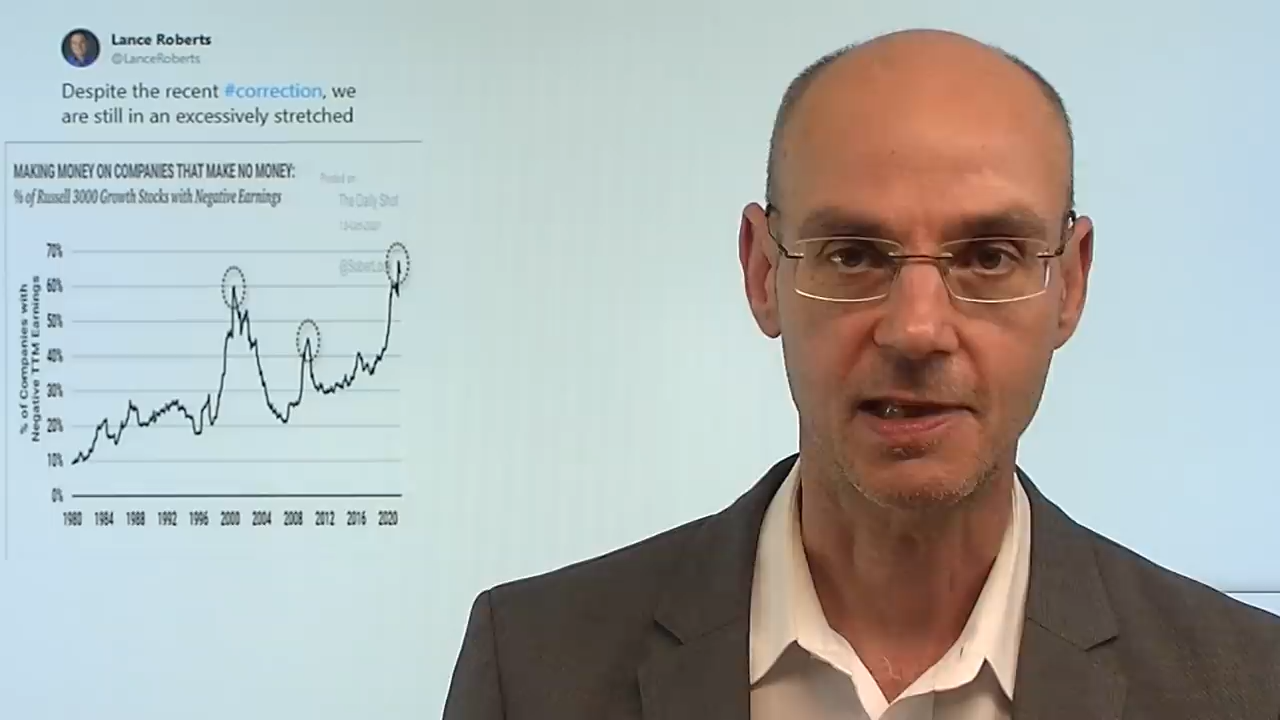 Lance Roberts
@LanceRoberts
Despite the recent #correction, we
are still in an excessively stretched
MAKING MONEY ON COMPANIES THAT MAKE NO MONEY:
% of Russell 3000 Growth Stocks with Negative Earnings
Posted on
The Daily Shot
70%
60%
50%
40%
30%
20%
10%
0%
% of Companies with
Negative TTM Earnings
1980 1984 1988 1992 1996 2000 2004 2008 2012 2016 2020